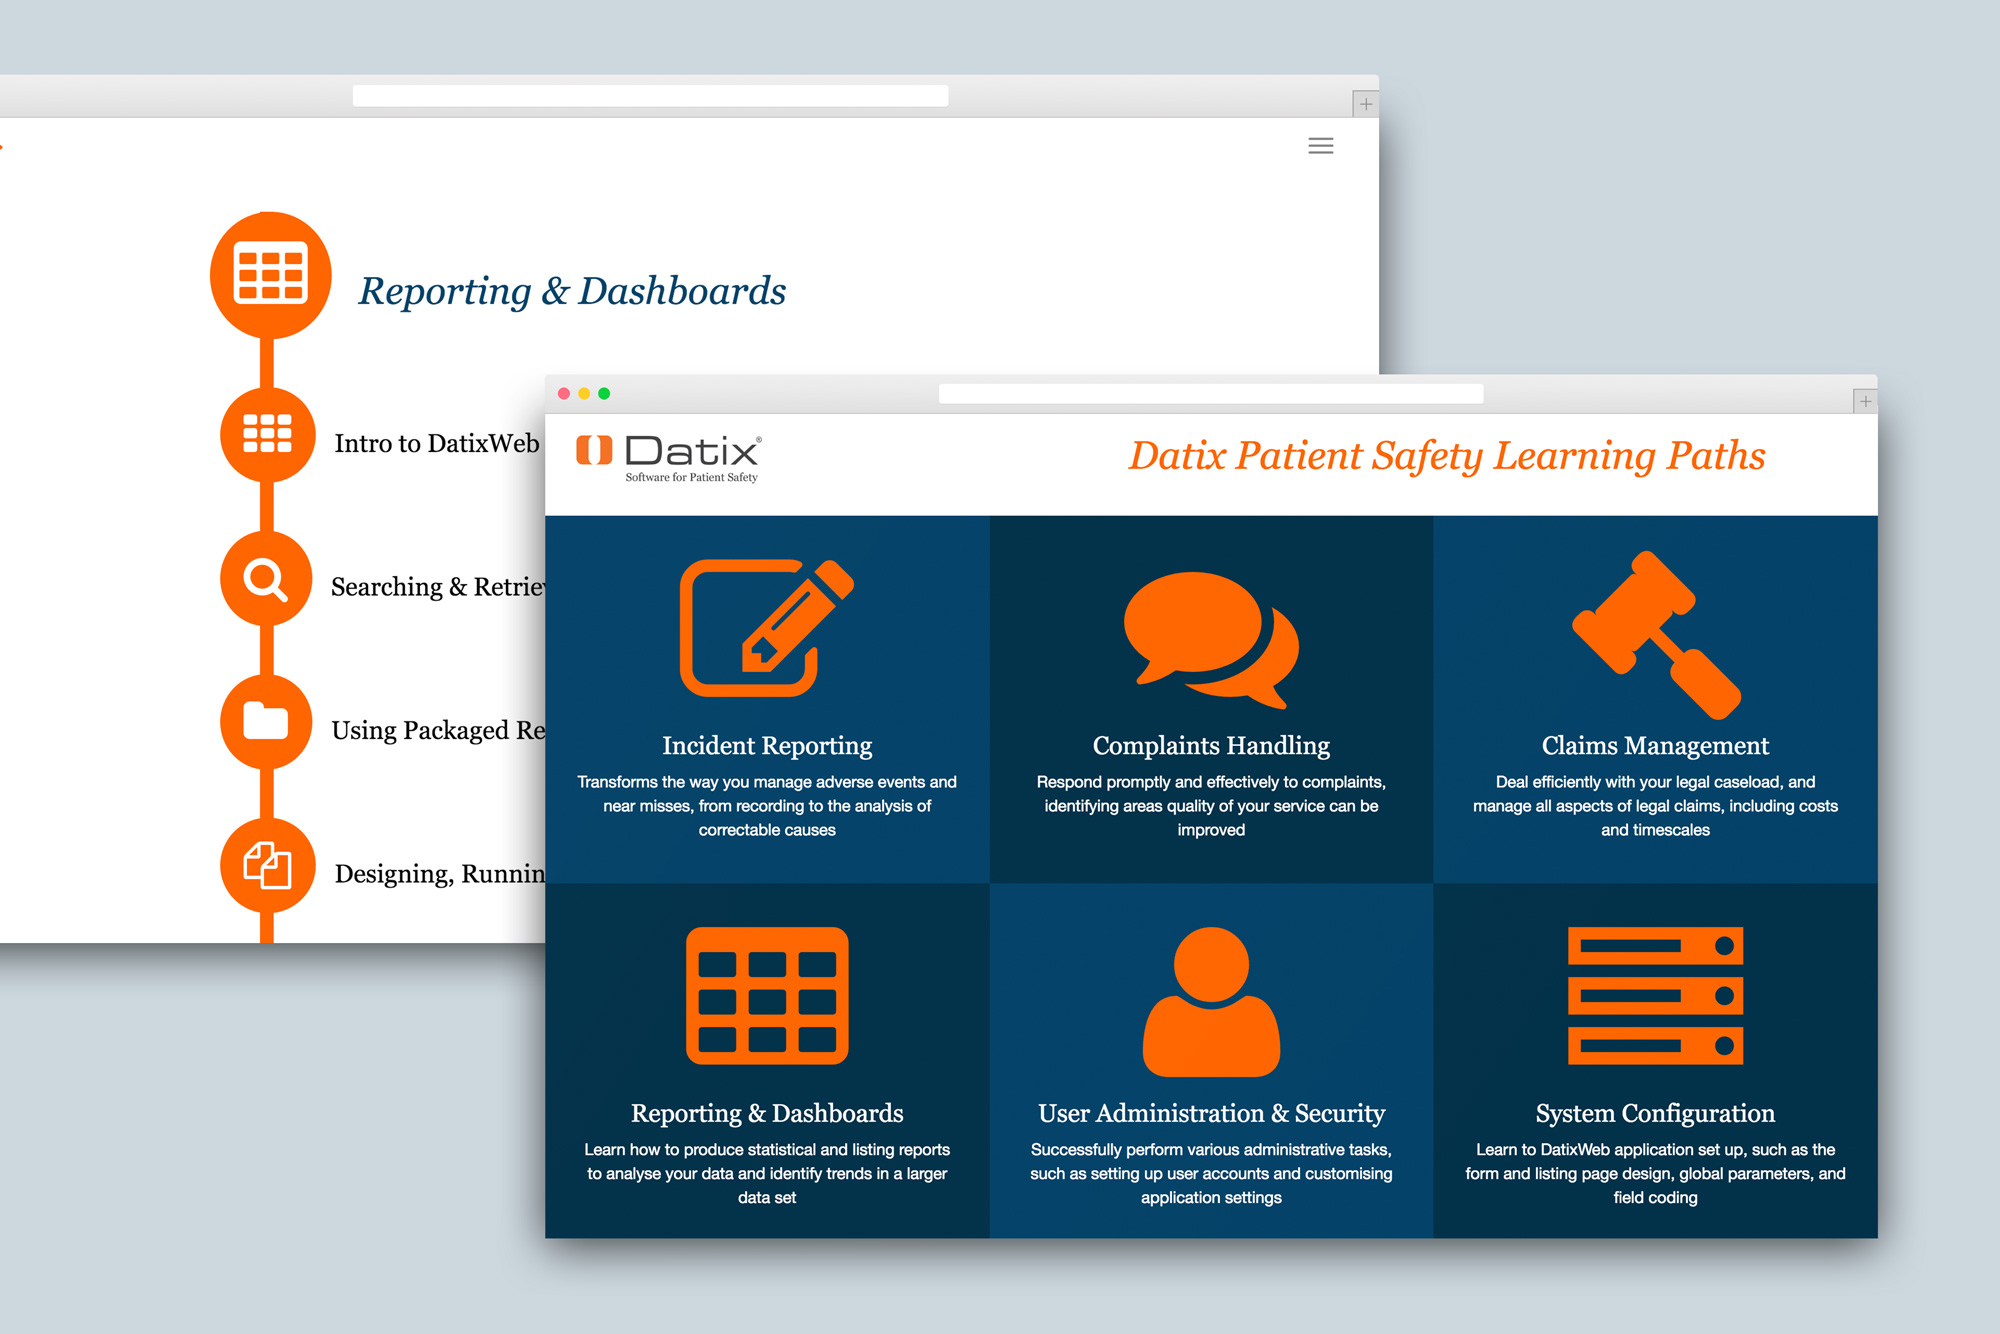 Reporting & Dashboards
Intro to DatixWeb
Searching &
Using Packaged
Designing,
Datix®
Software for Patient Safety
Datix Patient Safety Learning Paths
Incident Reporting
Transforms the way you manage adverse events and
near misses, from recording to the analysis of
correctable causes
Complaints Handling
Respond promptly and effectively to complaints,
identifying areas quality of your service can be
improved
Claims Management
Deal efficiently with your legal caseload, and
manage all aspects of legal claims, including costs
and timescales
Reporting & Dashboards
Learn how to produce statistical and listing reports
to analyse your data and identify trends in a larger
data set
User Administration & Security
Successfully perform various administrative tasks,
such as setting up user accounts and customising
application settings
System Configuration
Learn to DatixWeb application set up, such as the
form and listing page design, global parameters, and
field coding